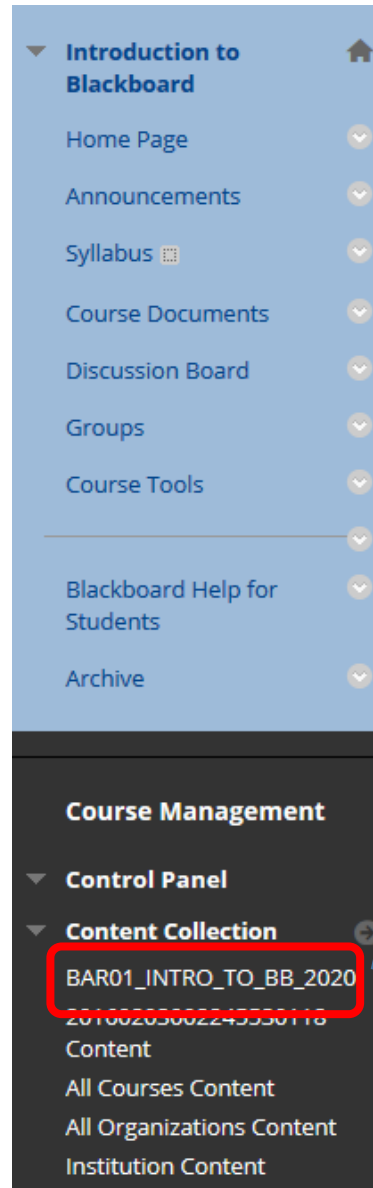 Introduction to
Blackboard
Home Page
Announcements
Syllabus
Course Documents
Discussion Board
Groups
Course Tools
Blackboard Help for
Students
Archive
Course Management
Control Panel
Content Collection
BAR01_INTRO_TO_BB_2020
Content
All Courses Content
All Organizations Content
Institution Content